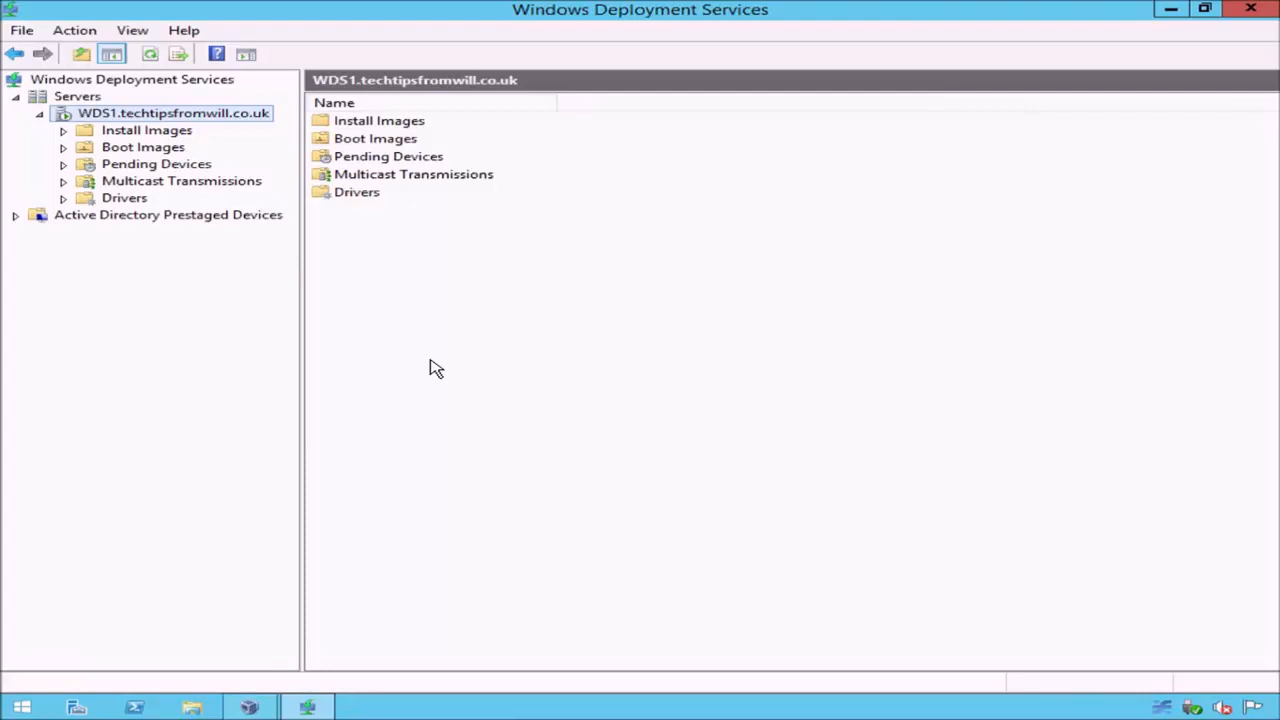 Windows Deployment Services
File Action View Help
Windows Deployment Services
Servers
WDS1.techtipsfromwill.co.uk
Install Images
Boot Images
Pending Devices
Multicast Transmissions
Drivers
Active Directory Prestaged Devices
WDS1.techtipsfromwill.co.uk
Name
Install Images
Boot Images
Pending Devices
Multicast Transmissions
Drivers